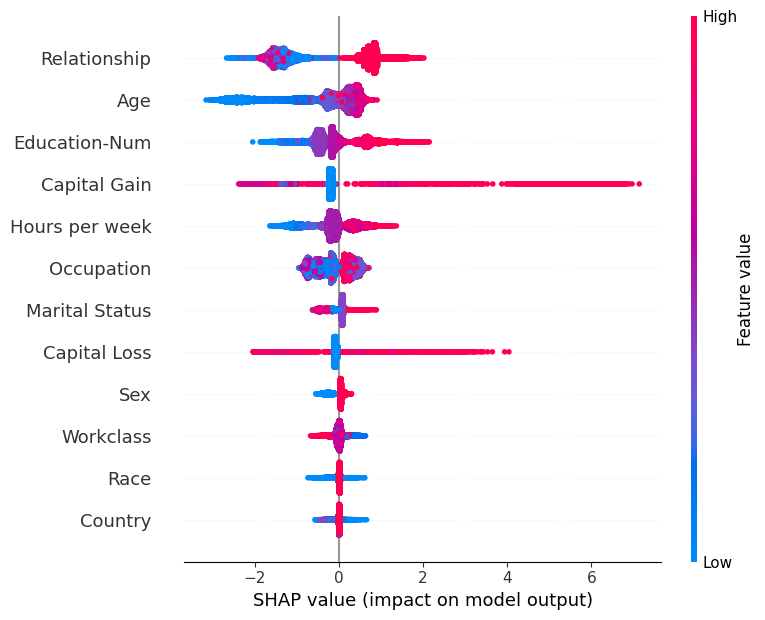 High
Relationship
Age
Education-Num
Capital Gain
Hours per week
Occupation
Marital Status
Capital Loss
Sex
Workclass
Race
Country
Feature value
Low
−2 0 2 4 6
SHAP value (impact on model output)